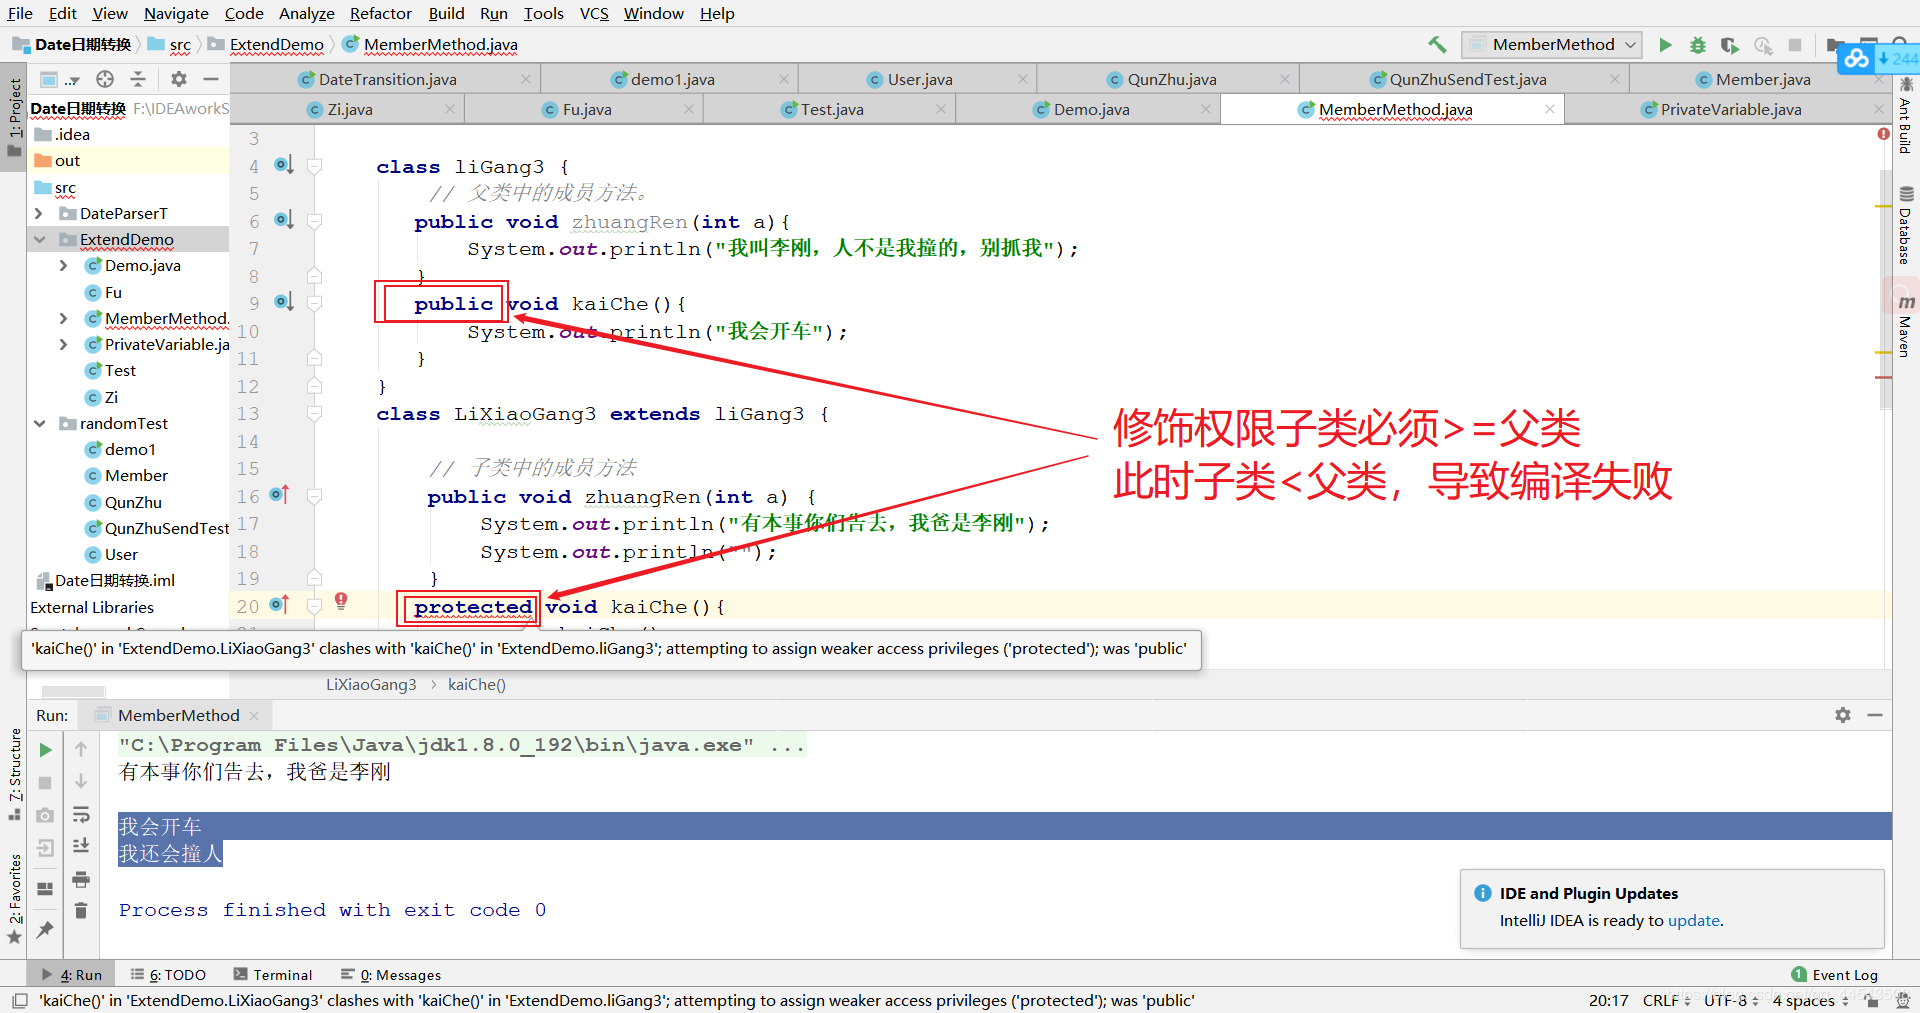 File Edit View Navigate Code Analyze Refactor Build Run Tools VCS Window Help
Date日期转换 src ExtendDemo MemberMethod.java
MemberMethod
244
DateTransition.java demo1.java User.java QunZhu.java QunZhuSendTest.java Member.java
Zi.java Fu.java Test.java Demo.java MemberMethod.java PrivateVariable.java
1: Project
Date日期转换 F:\IDEAworkS
.idea
out
src
DateParserT
ExtendDemo
Demo.java
Fu
MemberMethod.
PrivateVariable.ja
Test
Zi
randomTest
demo1
Member
QunZhu
QunZhuSendTest
User
Date日期转换.iml
External Libraries
3
4 class liGang3 {
5 // 父类中的成员方法。
6 public void zhuangRen(int a){
7 System.out.println("我叫李刚，人不是我撞的，别抓我");
8 }
9 public void kaiChe(){
10 System.out.println("我会开车");
11 }
12 }
13 class LiXiaoGang3 extends liGang3 {
14
15 // 子类中的成员方法
16 public void zhuangRen(int a) {
17 System.out.println("有本事你们告去，我爸是李刚");
18 System.out.println("");
19 }
20 protected void kaiChe(){
修饰权限子类必须>=父类
此时子类<父类，导致编译失败
Ant Build
Database
Maven
'kaiChe()' in 'ExtendDemo.LiXiaoGang3' clashes with 'kaiChe()' in 'ExtendDemo.liGang3'; attempting to assign weaker access privileges ('protected'); was 'public'
LiXiaoGang3 kaiChe()
Run: MemberMethod
"C:\Program Files\Java\jdk1.8.0_192\bin\java.exe" ...
有本事你们告去，我爸是李刚
我会开车
我还会撞人
Process finished with exit code 0
7: Structure
2: Favorites
IDE and Plugin Updates
IntelliJ IDEA is ready to update.
4: Run 6: TODO Terminal 0: Messages 1 Event Log
'kaiChe()' in 'ExtendDemo.LiXiaoGang3' clashes with 'kaiChe()' in 'ExtendDemo.liGang3'; attempting to assign weaker access privileges ('protected'); was 'public' 20:17 CRLF UTF-8 4 spaces